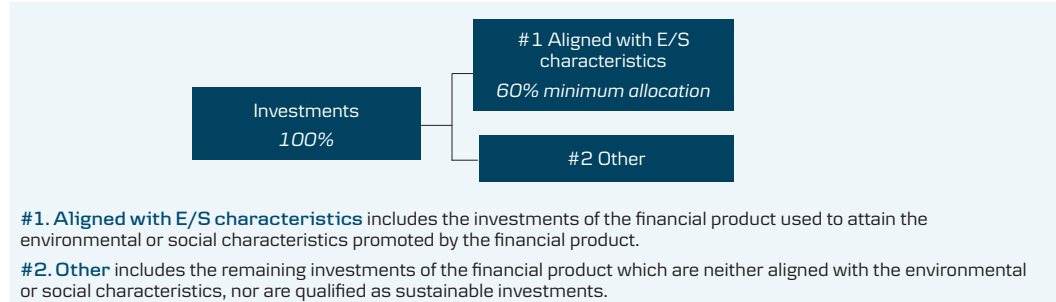 #1 Aligned with E/S
characteristics
60% minimum allocation
Investments
100%
#2 Other
#1. Aligned with E/S characteristics includes the investments of the financial product used to attain the
environmental or social characteristics promoted by the financial product.
#2. Other includes the remaining investments of the financial product which are neither aligned with the environmental
or social characteristics, nor are qualified as sustainable investments.